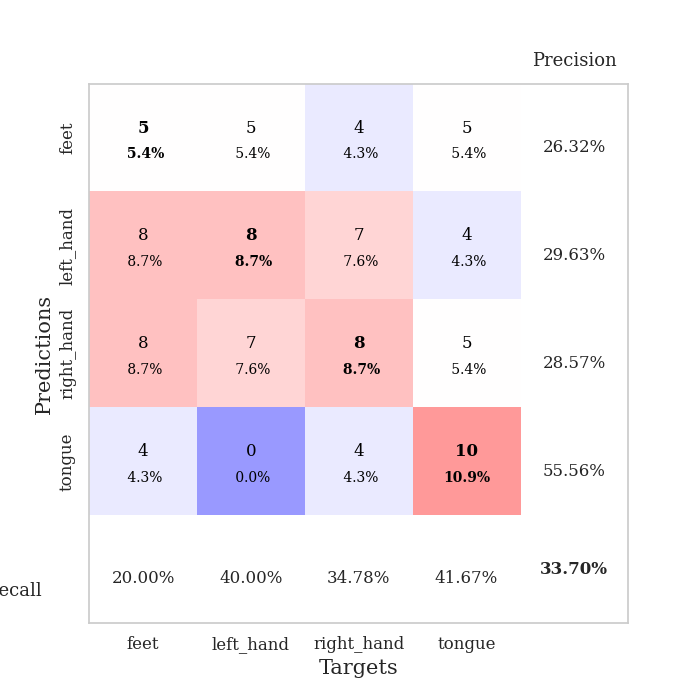 Precision
feet 5 5 4 5 26.32%
5.4% 5.4% 4.3% 5.4%
left_hand 8 8 7 4 29.63%
8.7% 8.7% 7.6% 4.3%
Predictions
right_hand 8 7 8 5 28.57%
8.7% 7.6% 8.7% 5.4%
tongue 4 0 4 10 55.56%
4.3% 0.0% 4.3% 10.9%
ecall 20.00% 40.00% 34.78% 41.67% 33.70%
feet left_hand right_hand tongue
Targets